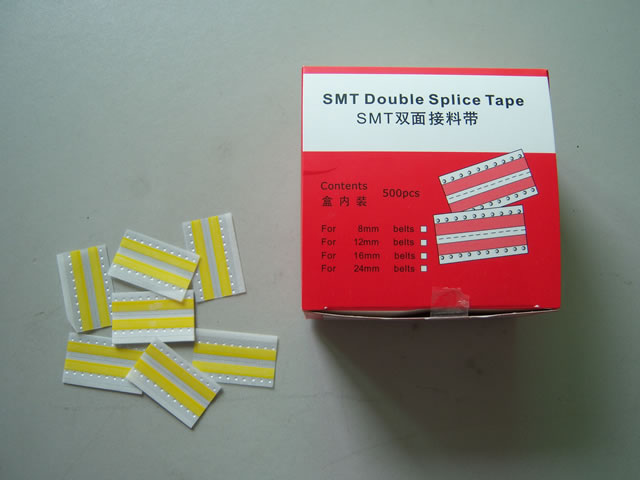 SMT Double Splice Tape
SMT双面接料带
Contents 500pcs
盒内装
For 8mm belts
For 12mm belts
For 16mm belts
For 24mm belts